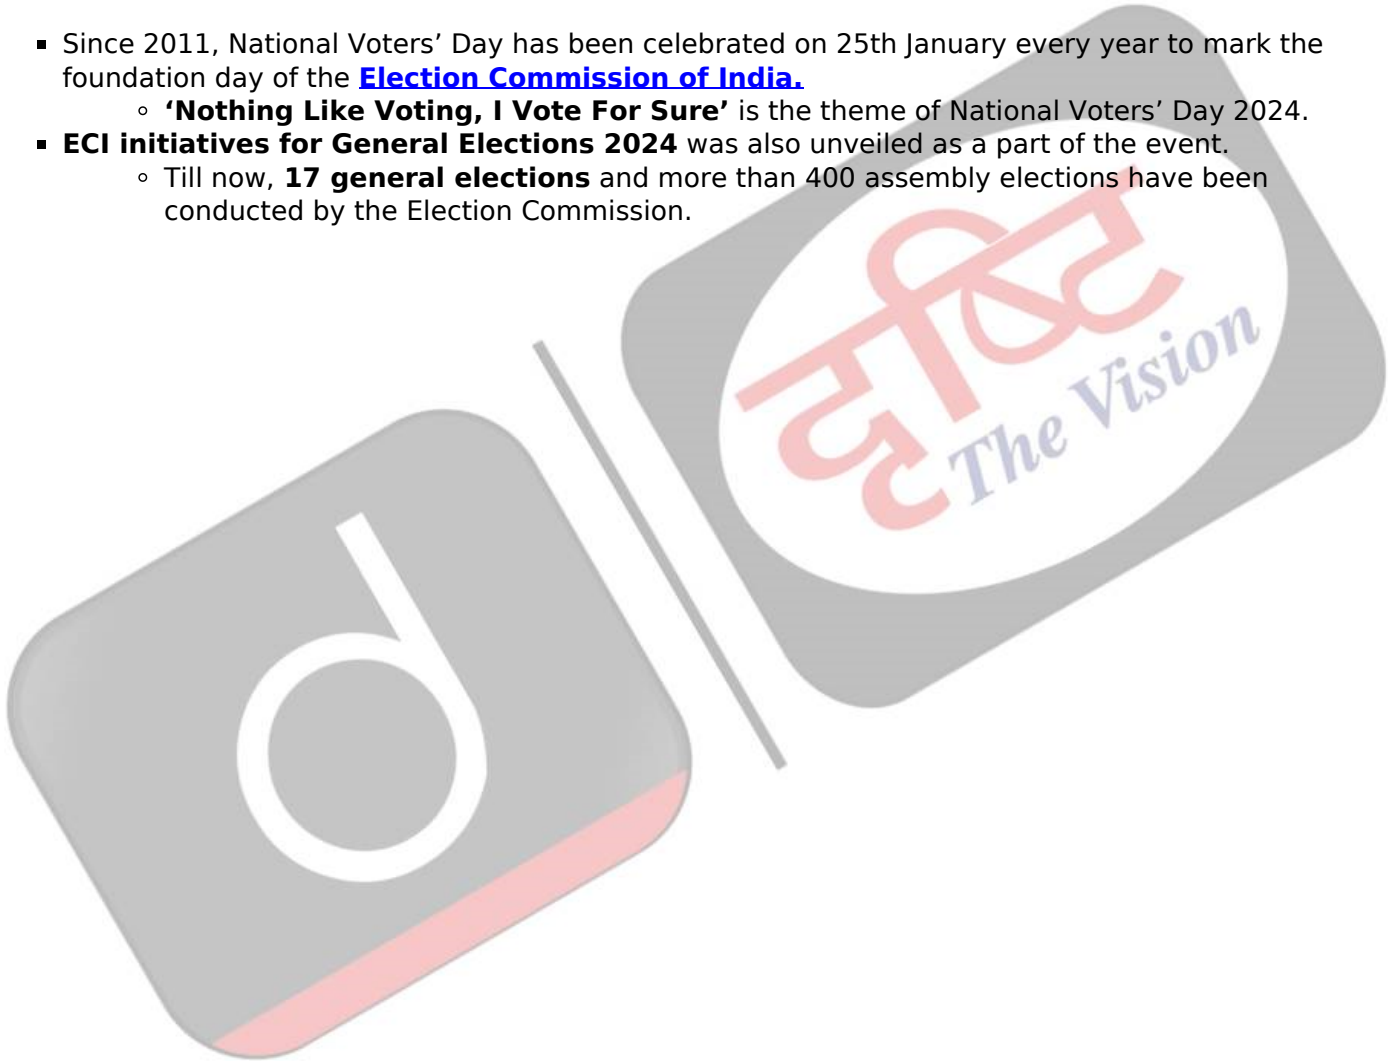 ▪ Since 2011, National Voters’ Day has been celebrated on 25th January every year to mark the
foundation day of the Election Commission of India.
◦ ‘Nothing Like Voting, I Vote For Sure’ is the theme of National Voters’ Day 2024.
▪ ECI initiatives for General Elections 2024 was also unveiled as a part of the event.
◦ Till now, 17 general elections and more than 400 assembly elections have been
conducted by the Election Commission.
दृष्टि
The Vision
d